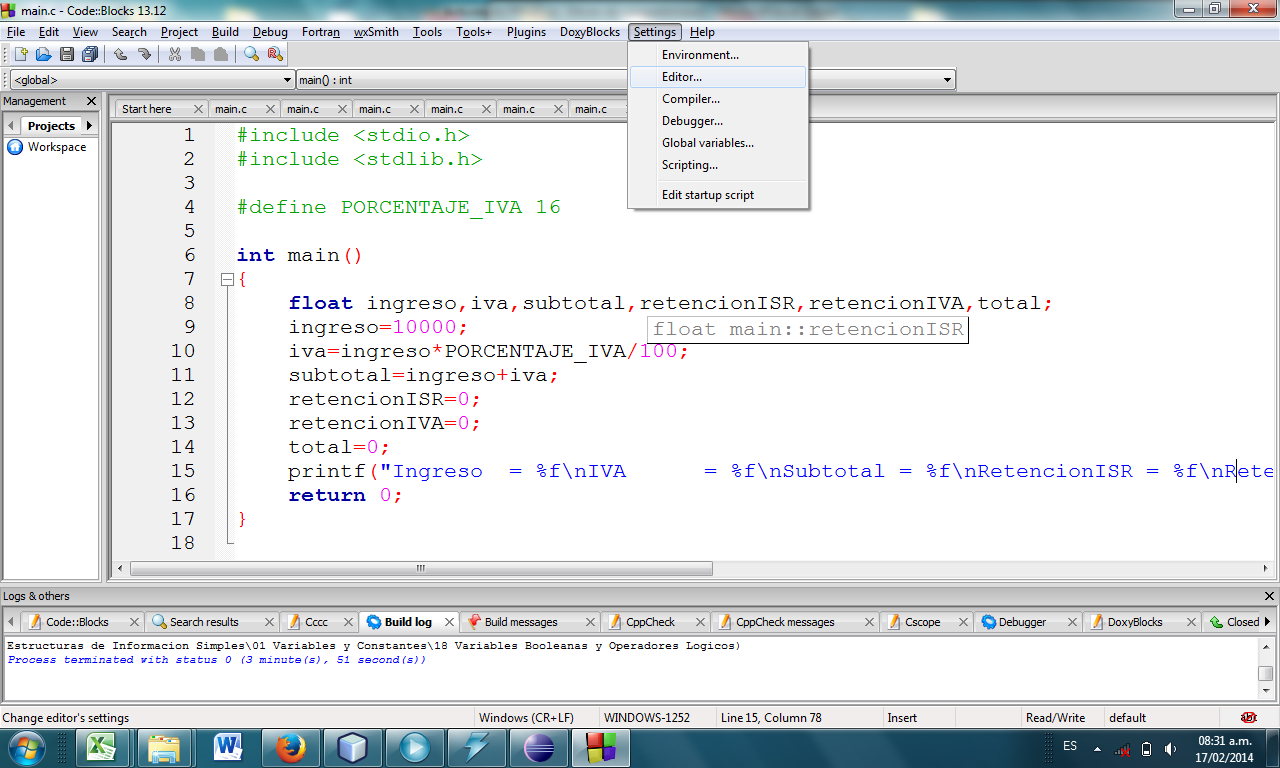 main.c - Code::Blocks 13.12
File Edit View Search Project Build Debug Fortran wxSmith Tools Tools+ Plugins DoxyBlocks Settings Help
Environment...
Editor...
Compiler...
Debugger...
Global variables...
Scripting...
Edit startup script
<global> main() : int
Management
Projects
Workspace
Start here main.c main.c main.c main.c main.c main.c
1 #include <stdio.h>
2 #include <stdlib.h>
3
4 #define PORCENTAJE_IVA 16
5
6 int main()
7 {
8 float ingreso,iva,subtotal,retencionISR,retencionIVA,total;
9 ingreso=10000;
float main::retencionISR
10 iva=ingreso*PORCENTAJE_IVA/100;
11 subtotal=ingreso+iva;
12 retencionISR=0;
13 retencionIVA=0;
14 total=0;
15 printf("Ingreso  = %f\nIVA      = %f\nSubtotal = %f\nRetencionISR = %f\nRete
16 return 0;
17 }
18
Logs & others
Code::Blocks Search results Cccc Build log Build messages CppCheck CppCheck messages Cscope Debugger DoxyBlocks Closed
Estructuras de Informacion Simples\01 Variables y Constantes\18 Variables Booleanas y Operadores Logicos)
Process terminated with status 0 (3 minute(s), 51 second(s))
Change editor's settings Windows (CR+LF) WINDOWS-1252 Line 15, Column 78 Insert Read/Write default
ES 08:31 a.m.
17/02/2014